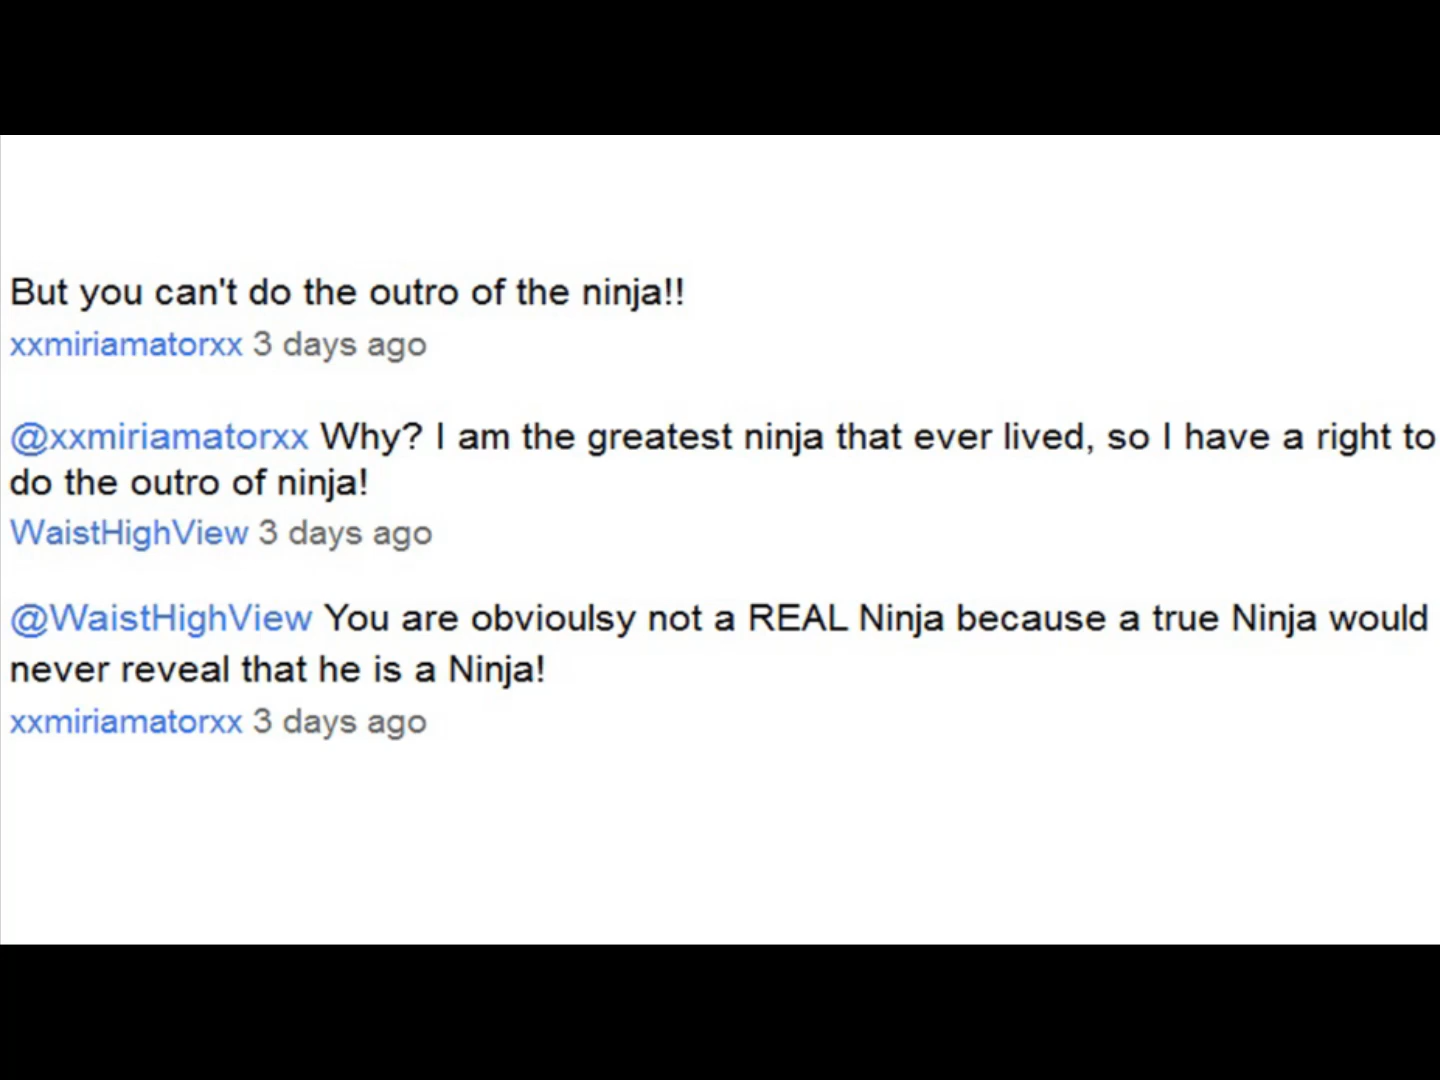 But you can't do the outro of the ninja!!
xxmiriamatorxx 3 days ago
@xxmiriamatorxx Why? I am the greatest ninja that ever lived, so I have a right to
do the outro of ninja!
WaistHighView 3 days ago
@WaistHighView You are obvioulsy not a REAL Ninja because a true Ninja would
never reveal that he is a Ninja!
xxmiriamatorxx 3 days ago